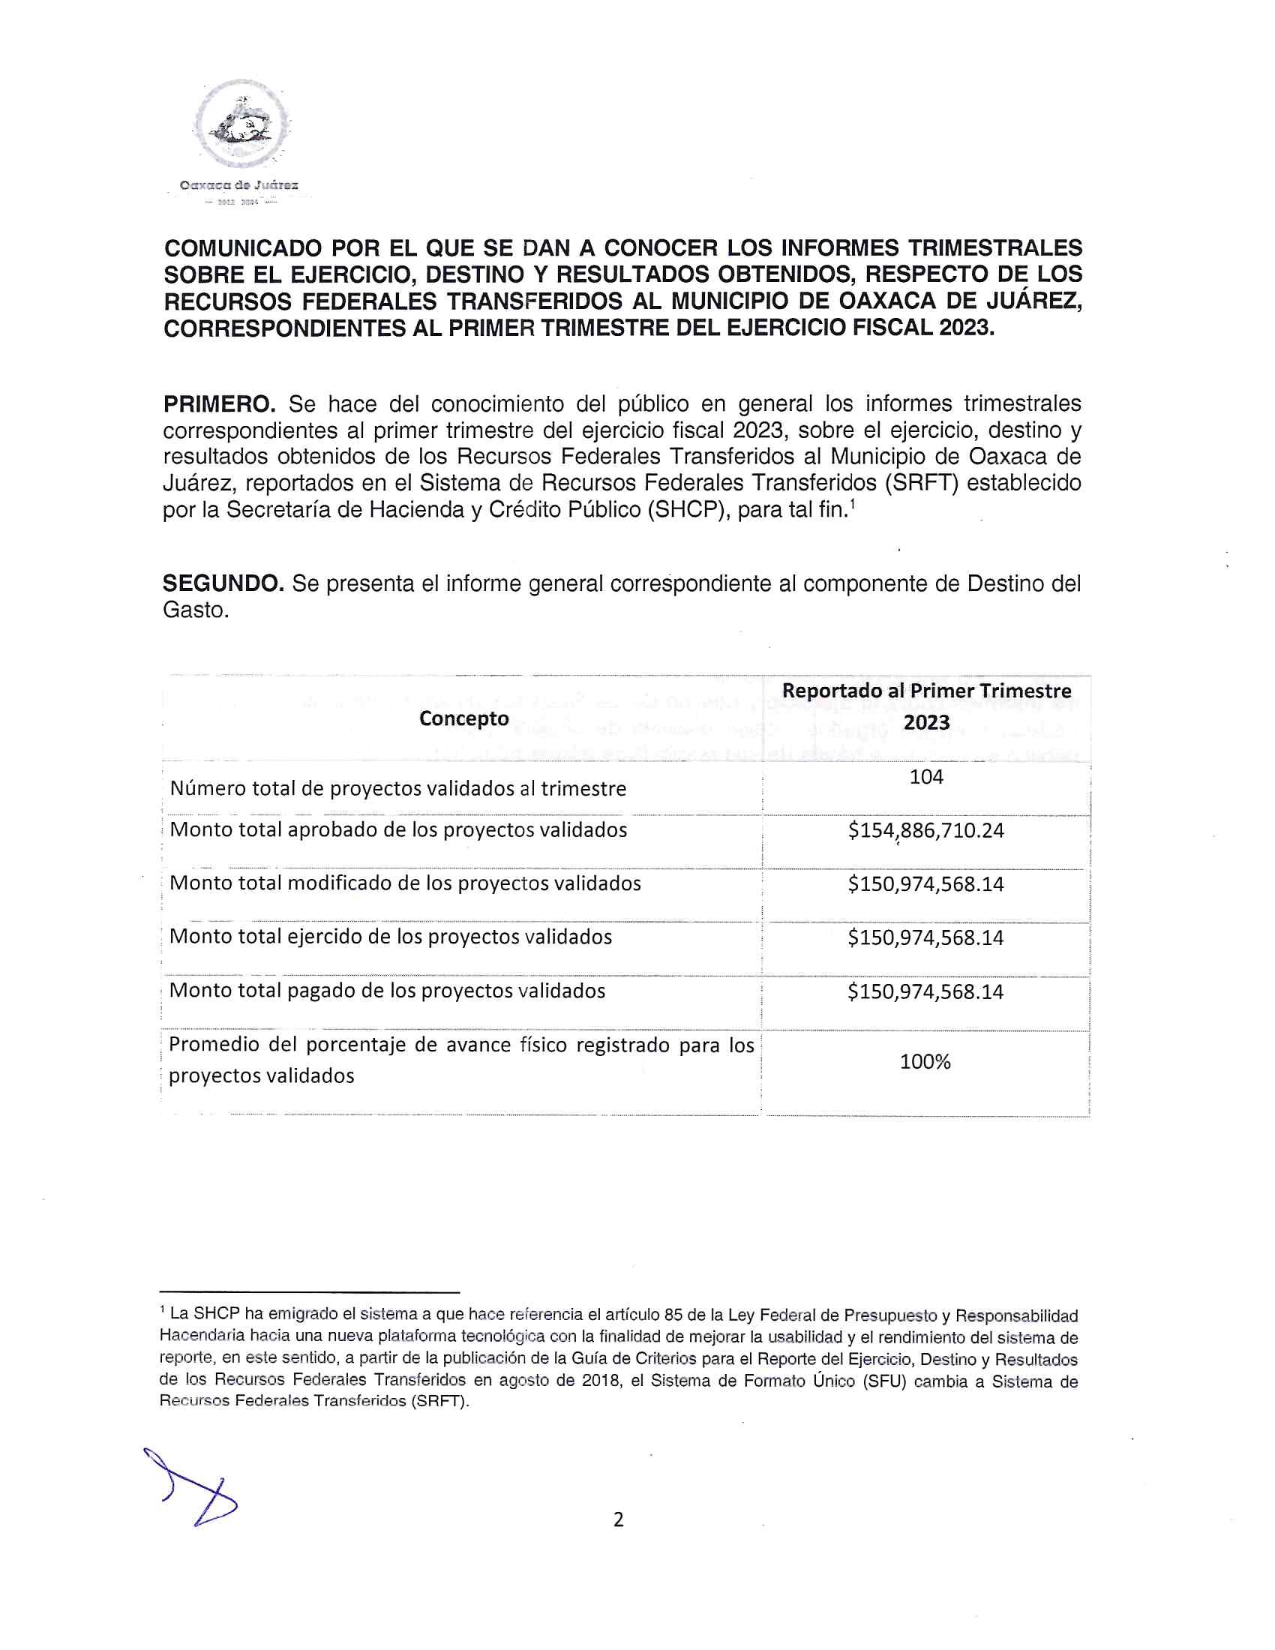 Oaxaca de Juárez
COMUNICADO POR EL QUE SE DAN A CONOCER LOS INFORMES TRIMESTRALES
SOBRE EL EJERCICIO, DESTINO Y RESULTADOS OBTENIDOS, RESPECTO DE LOS
RECURSOS FEDERALES TRANSFERIDOS AL MUNICIPIO DE OAXACA DE JUÁREZ,
CORRESPONDIENTES AL PRIMER TRIMESTRE DEL EJERCICIO FISCAL 2023.
PRIMERO. Se hace del conocimiento del público en general los informes trimestrales
correspondientes al primer trimestre del ejercicio fiscal 2023, sobre el ejercicio, destino y
resultados obtenidos de los Recursos Federales Transferidos al Municipio de Oaxaca de
Juárez, reportados en el Sistema de Recursos Federales Transferidos (SRFT) establecido
por la Secretaría de Hacienda y Crédito Público (SHCP), para tal fin.¹
SEGUNDO. Se presenta el informe general correspondiente al componente de Destino del
Gasto.
Concepto
Reportado al Primer Trimestre
2023
Número total de proyectos validados al trimestre
104
Monto total aprobado de los proyectos validados
$154,886,710.24
Monto total modificado de los proyectos validados
$150,974,568.14
Monto total ejercido de los proyectos validados
$150,974,568.14
Monto total pagado de los proyectos validados
$150,974,568.14
Promedio del porcentaje de avance físico registrado para los
proyectos validados
100%
¹ La SHCP ha emigrado el sistema a que hace referencia el artículo 85 de la Ley Federal de Presupuesto y Responsabilidad
Hacendaria hacia una nueva plataforma tecnológica con la finalidad de mejorar la usabilidad y el rendimiento del sistema de
reporte, en este sentido, a partir de la publicación de la Guía de Criterios para el Reporte del Ejercicio, Destino y Resultados
de los Recursos Federales Transferidos en agosto de 2018, el Sistema de Formato Único (SFU) cambia a Sistema de
Recursos Federales Transferidos (SRFT).
2